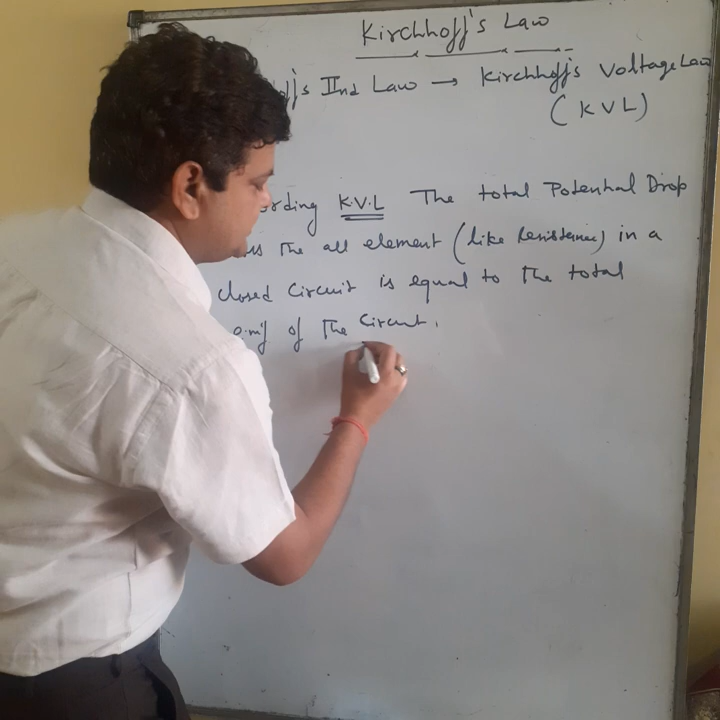 Kirchhoff's Law
ff's IInd Law → Kirchhoff's Voltage Law
(KVL)
ording K.V.L The total Potential Drop
ss the all element (like Resistance) in a
closed circuit is equal to the total
e.m.f of the circuit.